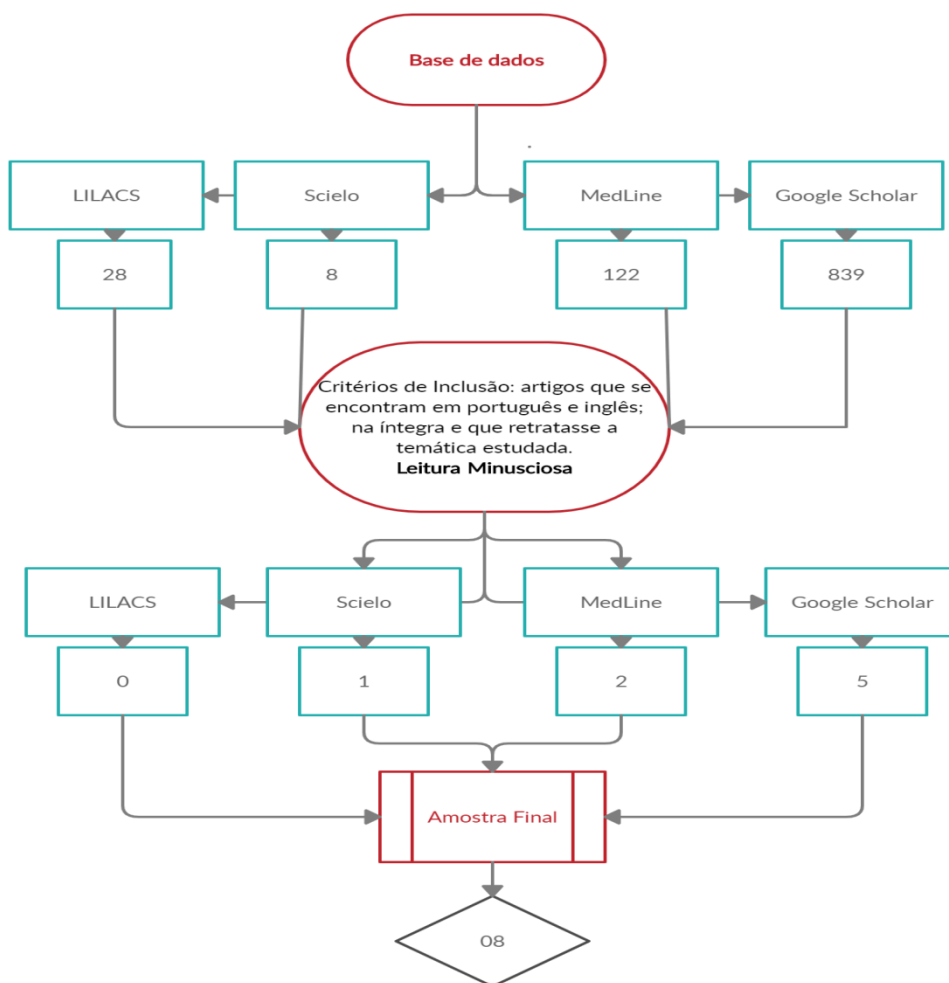 Base de dados
LILACS
Scielo
MedLine
Google Scholar
28
8
122
839
Critérios de Inclusão: artigos que se
encontram em português e inglês;
na íntegra e que retratasse a
temática estudada.
Leitura Minusciosa
LILACS
Scielo
MedLine
Google Scholar
0
1
2
5
Amostra Final
08